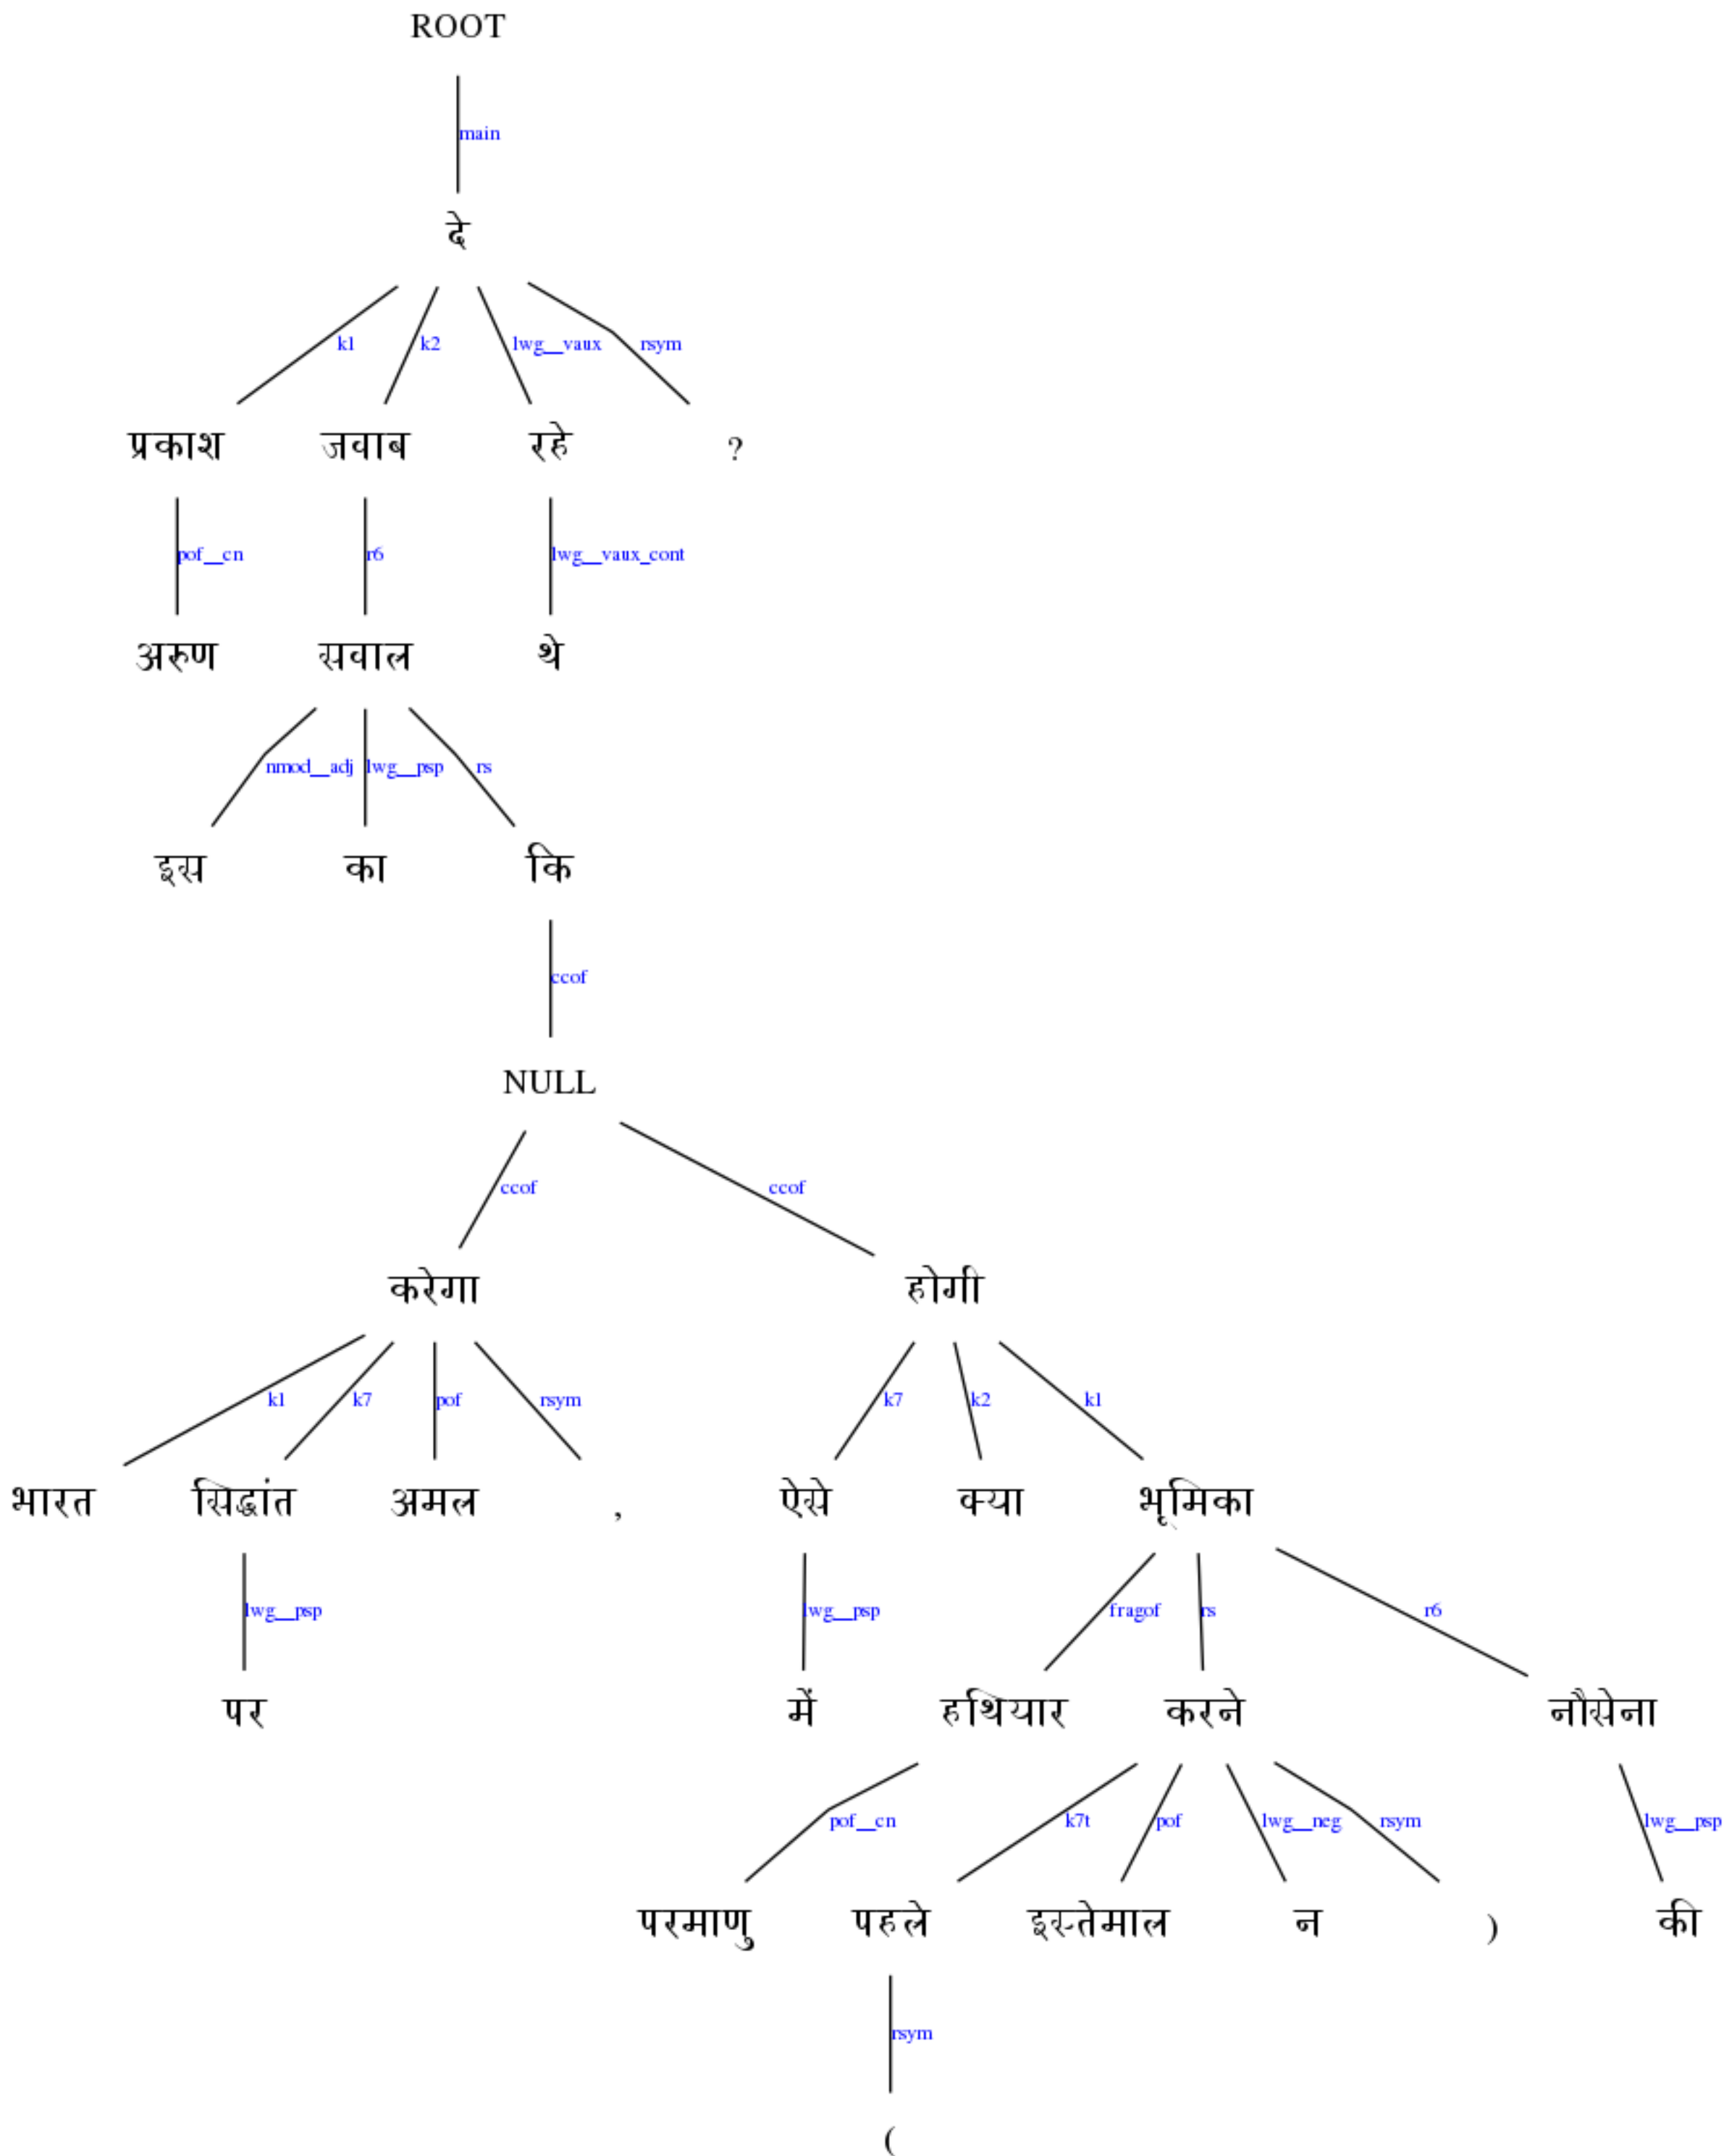 ROOT
main
दे
k1 k2 lwg__vaux rsym
प्रकाश जवाब रहे ?
pof__cn r6 lwg__vaux_cont
अरुण सवाल थे
nmod__adj lwg__psp rs
इस का कि
ccof
NULL
ccof ccof
करेगा होगी
k1 k7 pof rsym k7 k2 k1
भारत सिद्धांत अमल , ऐसे क्या भूमिका
lwg__psp lwg__psp fragof rs r6
पर में हथियार करने नौसेना
pof__cn k7t pof lwg__neg rsym lwg__psp
परमाणु पहले इस्तेमाल न ) की
rsym
(